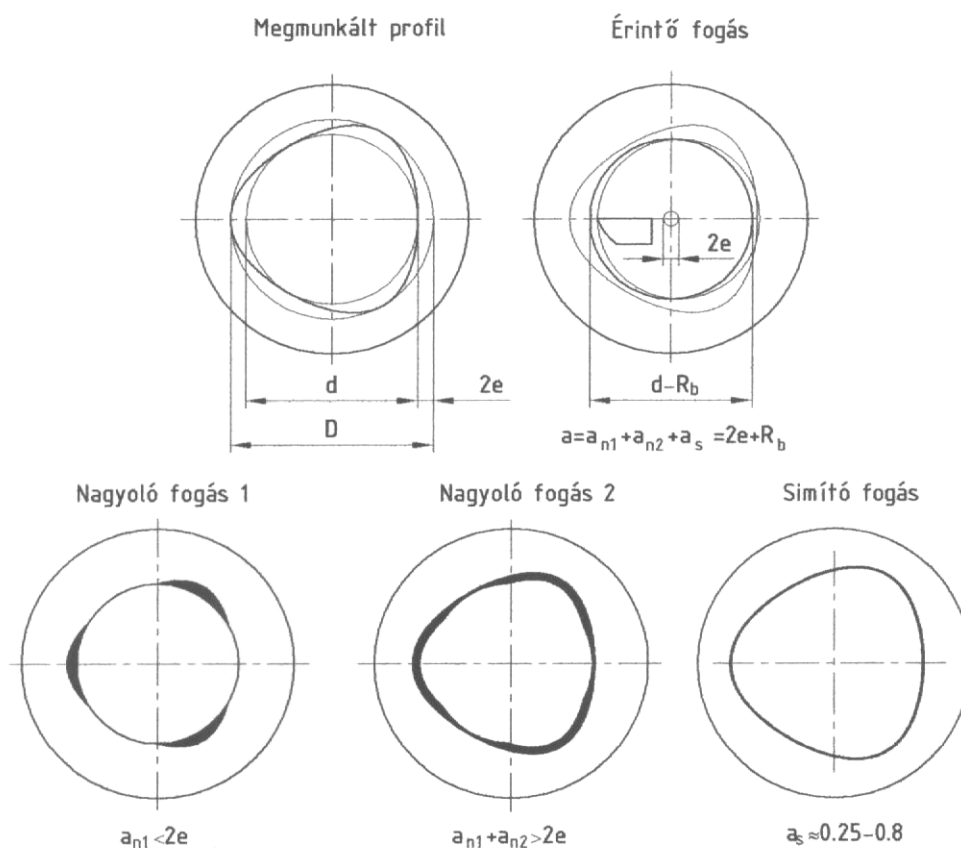 Megmunkált profil
Érintő fogás
2e
d
2e
d-R_b
D
a=a_n1+a_n2+a_s=2e+R_b
Nagyoló fogás 1
Nagyoló fogás 2
Simító fogás
a_n1<2e
a_n1+a_n2>2e
a_s≈0.25-0.8